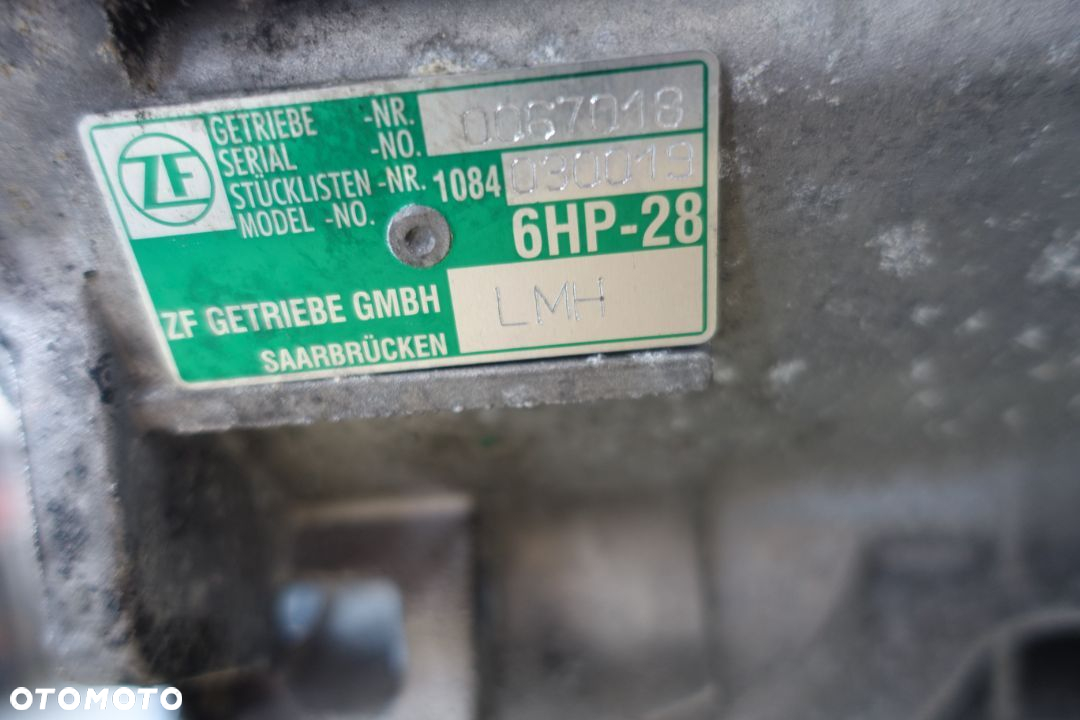 ZF
GETRIEBE -NR. 0067018
SERIAL -NO.
STÜCKLISTEN -NR. 1084 030019
MODEL -NO. 6HP-28
ZF GETRIEBE GMBH LMH
SAARBRÜCKEN
OTOMOTO